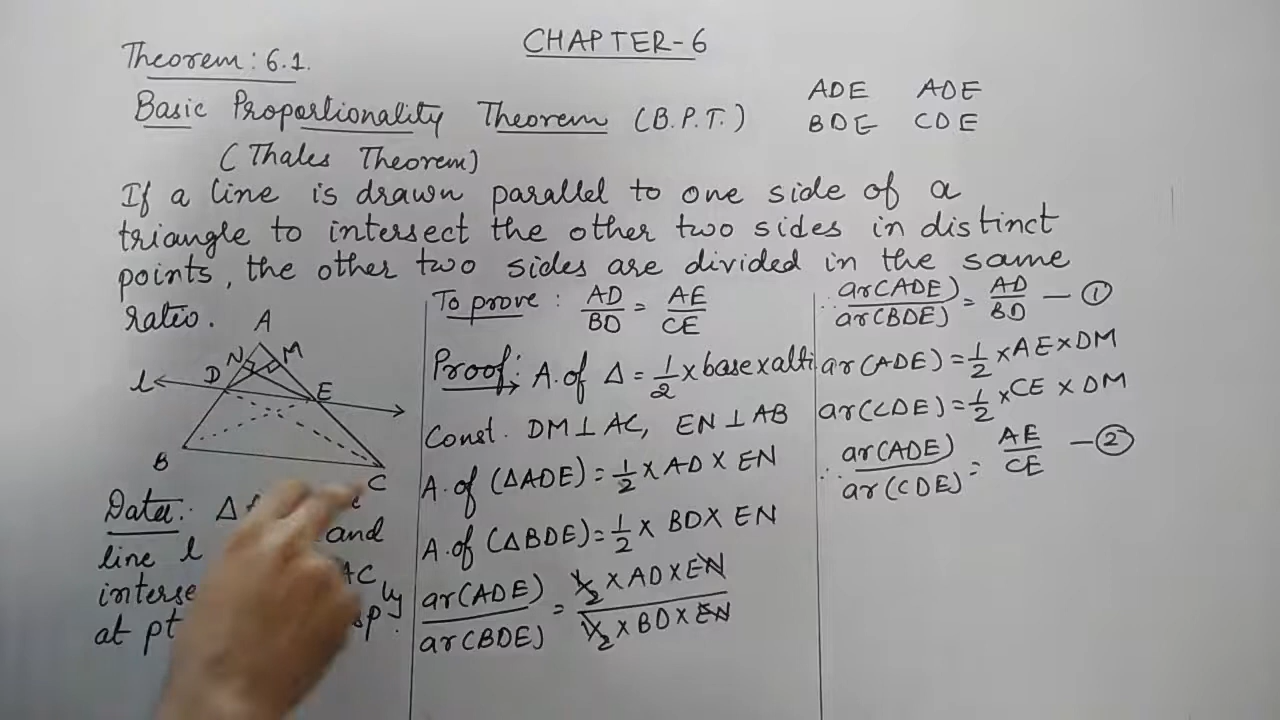 CHAPTER-6
Theorem: 6.1.
Basic Proportionality Theorem (B.P.T.)
(Thales Theorem)
ADE ADE
BDE CDE
If a line is drawn parallel to one side of a
triangle to intersect the other two sides in distinct
points, the other two sides are divided in the same
ratio.
A
N M
D E
l
B
C
Data: Δ
line l and
AC
at pt
To prove: AD/BD = AE/CE
Proof: A. of Δ = 1/2 × base × alti
Const. DM ⊥ AC, EN ⊥ AB
A. of (ΔADE) = 1/2 × AD × EN
A. of (ΔBDE) = 1/2 × BD × EN
ar(ADE)/ar(BDE) = 1/2 × AD × EN / 1/2 × BD × EN
∴ ar(ADE)/ar(BDE) = AD/BD — ①
ar(ADE) = 1/2 × AE × DM
ar(CDE) = 1/2 × CE × DM
∴ ar(ADE)/ar(CDE) = AE/CE — ②